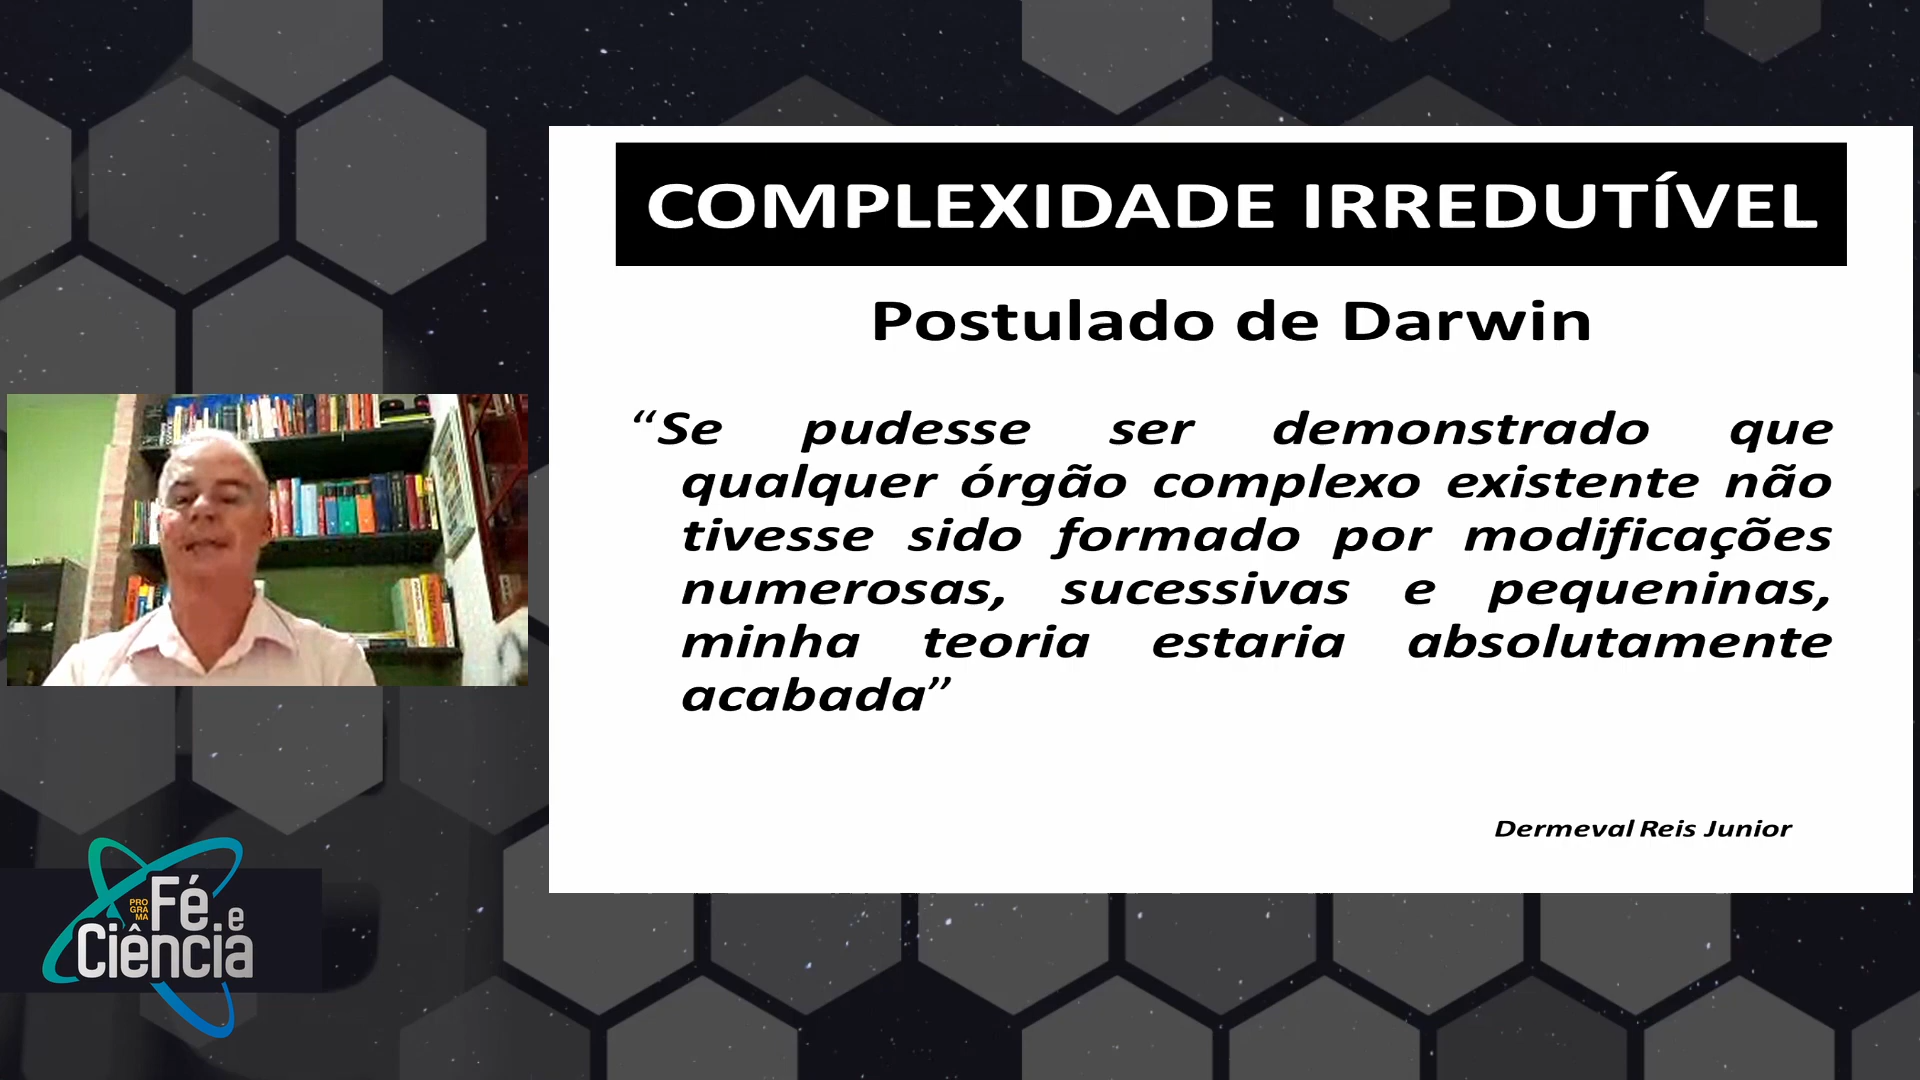 COMPLEXIDADE IRREDUTÍVEL
Postulado de Darwin
“Se pudesse ser demonstrado que
qualquer órgão complexo existente não
tivesse sido formado por modificações
numerosas, sucessivas e pequeninas,
minha teoria estaria absolutamente
acabada”
Dermeval Reis Junior
PRO
GRA
MA
Fé e
Ciência